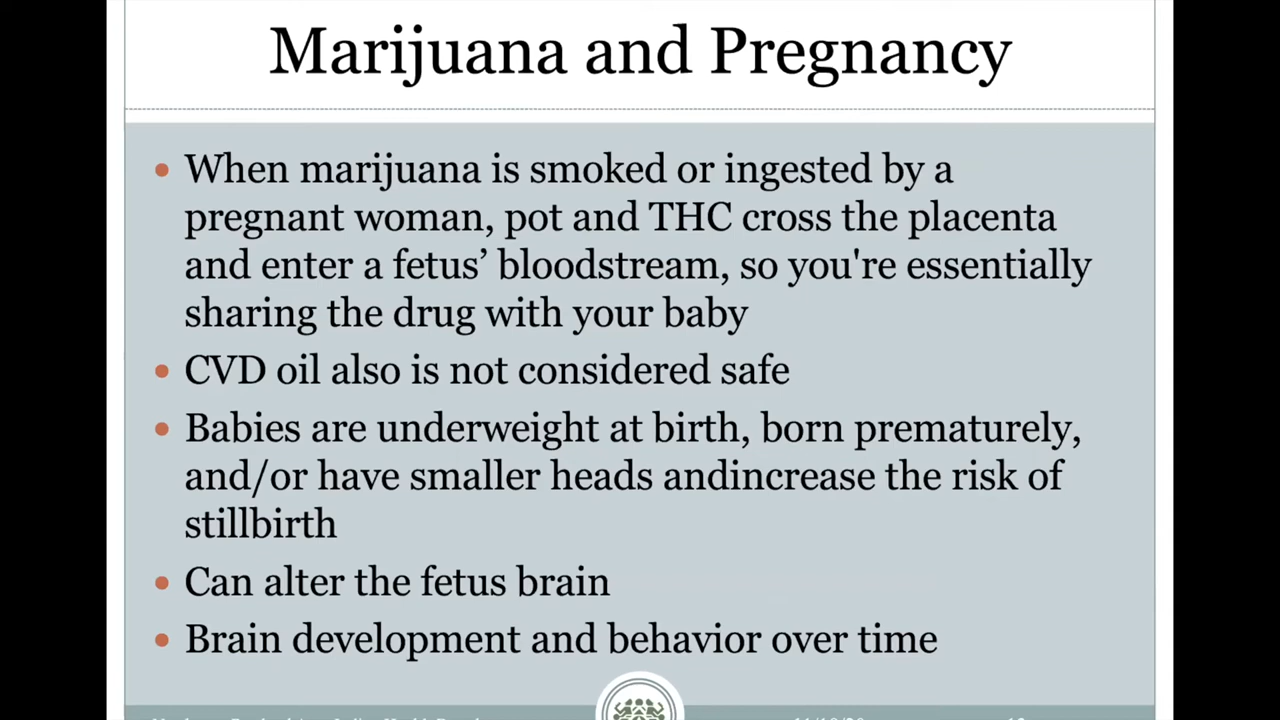 Marijuana and Pregnancy
When marijuana is smoked or ingested by a
pregnant woman, pot and THC cross the placenta
and enter a fetus’ bloodstream, so you're essentially
sharing the drug with your baby
CVD oil also is not considered safe
Babies are underweight at birth, born prematurely,
and/or have smaller heads andincrease the risk of
stillbirth
Can alter the fetus brain
Brain development and behavior over time